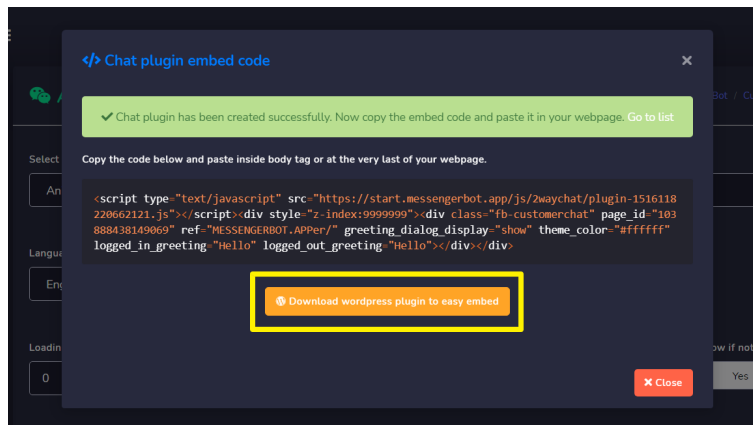 </> Chat plugin embed code
Bot / Cu
✔ Chat plugin has been created successfully. Now copy the embed code and paste it in your webpage. Go to list
Select
Copy the code below and paste inside body tag or at the very last of your webpage.
An
<script type="text/javascript" src="https://start.messengerbot.app/js/2waychat/plugin-1516118
220662121.js"></script><div style="z-index:9999999"><div class="fb-customerchat" page_id="103
888438149069" ref="MESSENGERBOT.APPer/" greeting_dialog_display="show" theme_color="#ffffff"
logged_in_greeting="Hello" logged_out_greeting="Hello"></div></div>
Langua
Eng
Download wordpress plugin to easy embed
Loadin
ow if not
0
Yes
✖ Close